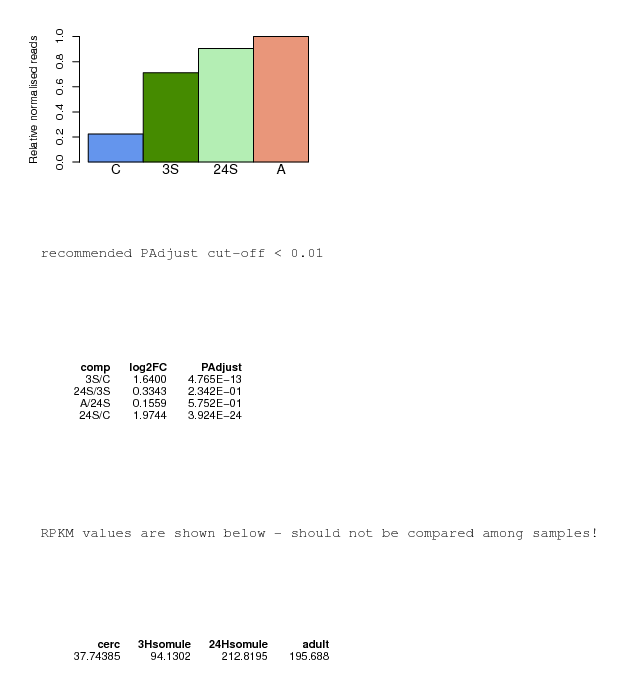 Relative normalised reads
1.0
0.8
0.6
0.4
0.2
0.0
C 3S 24S A
recommended PAdjust cut-off < 0.01
comp log2FC PAdjust
3S/C 1.6400 4.765E−13
24S/3S 0.3343 2.342E−01
A/24S 0.1559 5.752E−01
24S/C 1.9744 3.924E−24
RPKM values are shown below - should not be compared among samples!
cerc 3Hsomule 24Hsomule adult
37.74385 94.1302 212.8195 195.688